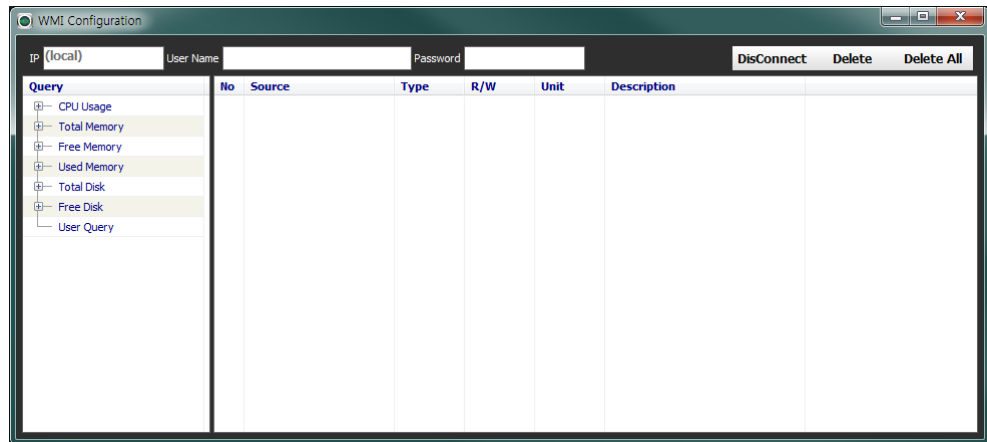 WMI Configuration
IP (local) User Name Password DisConnect Delete Delete All
Query No Source Type R/W Unit Description
CPU Usage
Total Memory
Free Memory
Used Memory
Total Disk
Free Disk
User Query